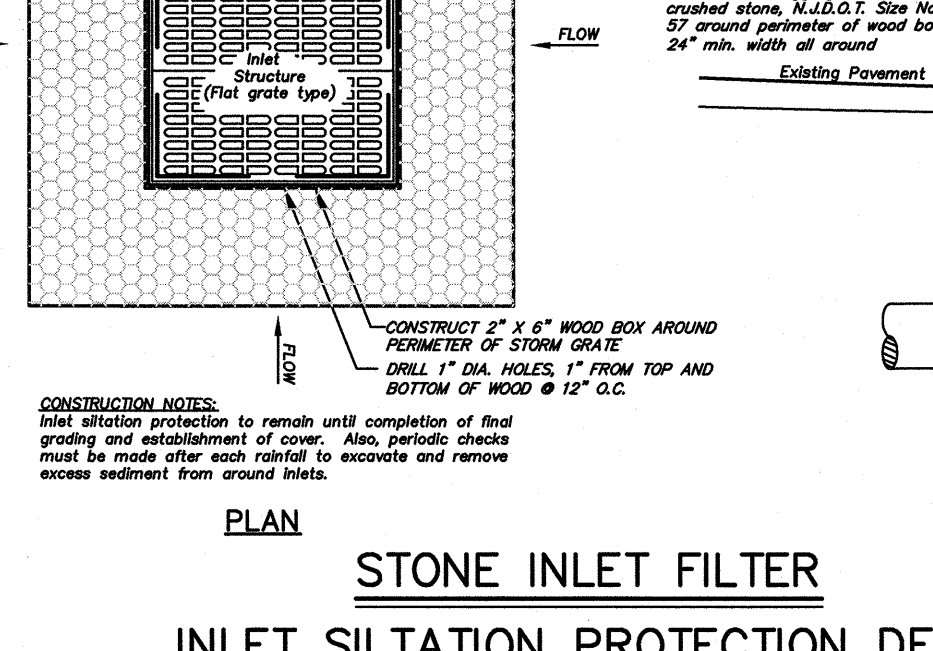 crushed stone, N.J.D.O.T. Size
57 around perimeter of wood
24" min. width all around
FLOW
Inlet
Structure
(Flat grate type)
Existing Pavement
CONSTRUCT 2" X 6" WOOD BOX AROUND
PERIMETER OF STORM GRATE
DRILL 1" DIA. HOLES, 1" FROM TOP AND
BOTTOM OF WOOD @ 12" O.C.
FLOW
CONSTRUCTION NOTES:
Inlet siltation protection to remain until completion of final
grading and establishment of cover. Also, periodic checks
must be made after each rainfall to excavate and remove
excess sediment from around inlets.
PLAN
STONE INLET FILTER
INLET SILTATION PROTECTION